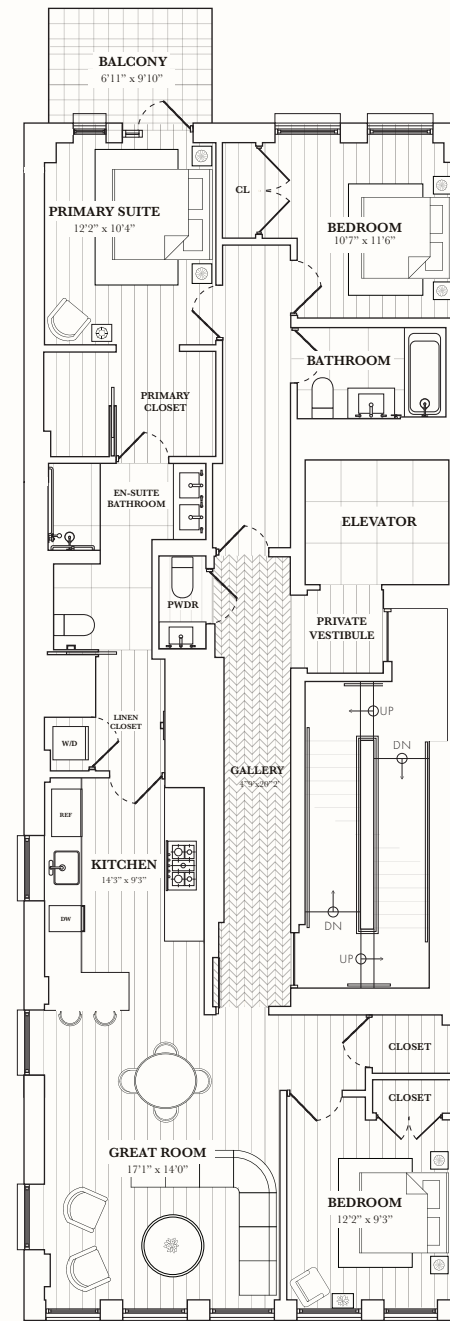 BALCONY
6'11" x 9'10"
CL
PRIMARY SUITE
12'2" x 10'4"
BEDROOM
10'7" x 11'6"
BATHROOM
PRIMARY
CLOSET
EN-SUITE
BATHROOM
ELEVATOR
PWDR
PRIVATE
VESTIBULE
UP
LINEN
CLOSET
W/D
DN
GALLERY
4'9"x20'2"
REF
KITCHEN
14'3" x 9'3"
DW
DN
UP
CLOSET
CLOSET
GREAT ROOM
17'1" x 14'0"
BEDROOM
12'2" x 9'3"